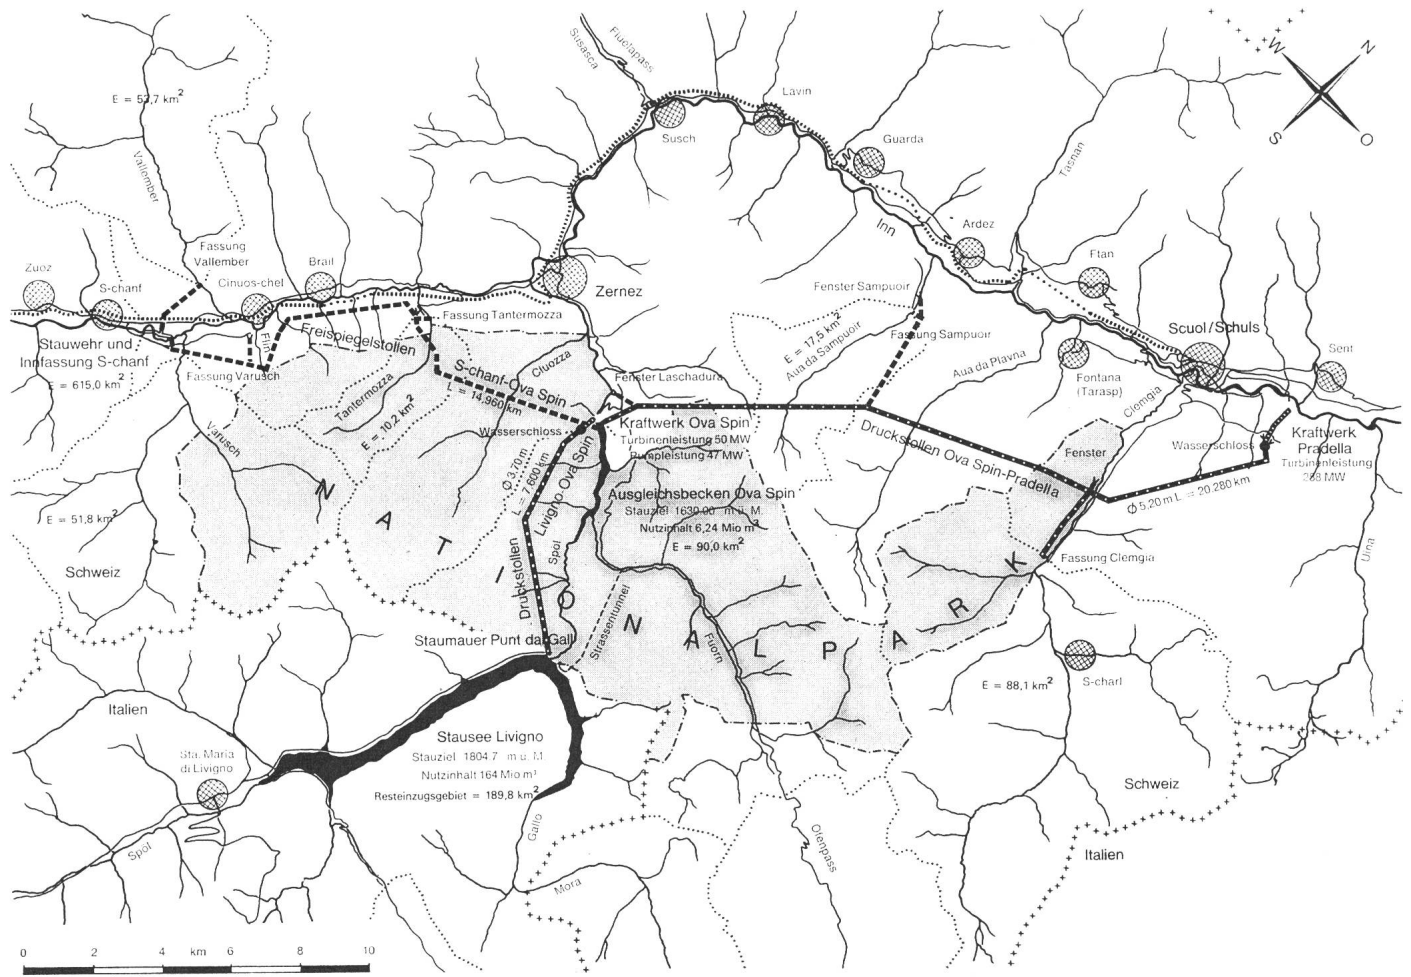 E = 53,7 km²
Vallember
Susasca
Fluelapass
Susch
Lavin
Guarda
Tasnan
W
N
S
O
Inn
Ardez
Ftan
Zuoz
S-chanf
Fassung
Vallember
Cinuos-chel
Brail
Zernez
Fenster Sampuoir
Scuol/Schuls
Sent
Stauwehr und
Innfassung S-chanf
E = 615,0 km²
Fassung Varusch
Freispiegelstollen
Fassung Tantermozza
S-chanf-Ova Spin
L = 14,960 km
Cluozza
Tantermozza
E = 10,2 km²
Fenster Laschadura
E = 17,5 km²
Aua da Sampuoir
Fassung Sampuoir
Aua da Plavna
Fontana
(Tarasp)
Clemgia
Varusch
Wasserschloss
Kraftwerk Ova Spin
Turbinenleistung 50 MW
Pumpleistung 47 MW
Druckstollen Ova Spin-Pradella
Fenster
Wasserschloss
Kraftwerk
Pradella
Turbinenleistung
288 MW
Φ 5,20 m L = 20.280 km
Φ 3,70 m
L = 7,600 km
Druckstollen
Livigno-Ova Spin
Spöl
Ausgleichsbecken Ova Spin
Stauziel 1630.00 m ü. M.
Nutzinhalt 6,24 Mio m³
E = 90,0 km²
E = 51,8 km²
Schweiz
NATIONALPARK
Fassung Clemgia
Uina
Strassentunnel
Fuorn
Staumauer Punt dal Gall
S-charl
E = 88,1 km²
Italien
Sta. Maria
di Livigno
Stausee Livigno
Stauziel 1804.7 m ü. M.
Nutzinhalt 164 Mio m³
Resteinzugsgebiet = 189,8 km²
Schweiz
Italien
Spöl
Gallo
Mora
Ofenpass
0 2 4 km 6 8 10